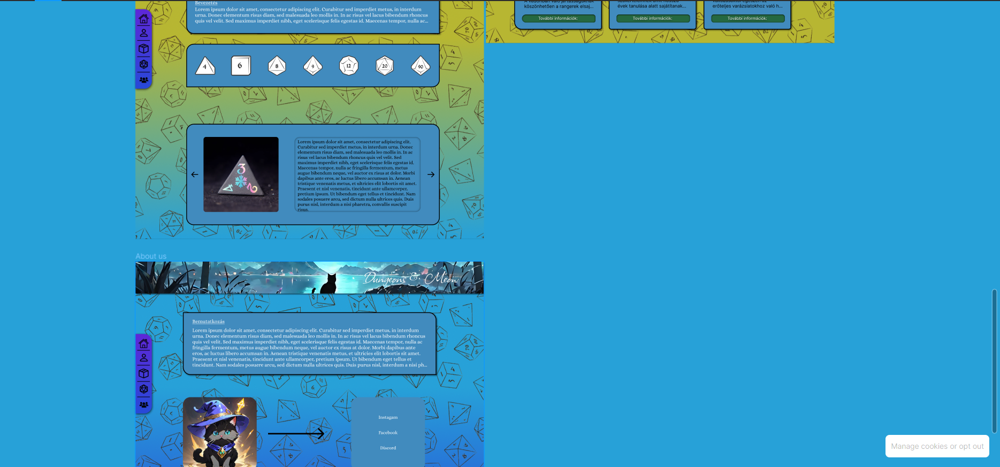 Bevezetés
Lorem ipsum dolor sit amet, consectetur adipiscing elit. Curabitur sed imperdiet metus, in interdum
urna. Donec elementum risus diam, sed malesuada leo mollis in. In ac risus vel lacus bibendum rhoncus
quis vel velit. Sed maximus imperdiet nibh, eget scelerisque felis egestas id. Maecenas tempor, nulla ac...
köszönhetően a rangerek elsaj...
További információk:
évek tanulása alatt sajátítanak...
További információk:
erőteljes varázslatokhoz való h...
További információk:
4 6 8 9 12 20 90
3
4 2
Lorem ipsum dolor sit amet, consectetur adipiscing elit.
Curabitur sed imperdiet metus, in interdum urna. Donec
elementum risus diam, sed malesuada leo mollis in. In ac
risus vel lacus bibendum rhoncus quis vel velit. Sed
maximus imperdiet nibh, eget scelerisque felis egestas id.
Maecenas tempor, nulla ac fringilla fermentum, metus
augue bibendum neque, vel auctor ex risus at dolor. Morbi
dapibus ante eros, ac luctus libero accumsan in. Aenean
tristique venenatis metus, et ultricies elit lobortis sit amet.
Praesent et nisl venenatis, tincidunt ante ullamcorper,
pretium ipsum. Ut bibendum eget tellus et tincidunt. Nam
sodales posuere arcu, sed dictum nulla ultrices quis. Duis
purus nisl, interdum a nisi pharetra, convallis suscipit
risus.
About us
Dungeons & Meon
Bemutatkozás
Lorem ipsum dolor sit amet, consectetur adipiscing elit. Curabitur sed imperdiet metus, in interdum
urna. Donec elementum risus diam, sed malesuada leo mollis in. In ac risus vel lacus bibendum rhoncus
quis vel velit. Sed maximus imperdiet nibh, eget scelerisque felis egestas id. Maecenas tempor, nulla ac
fringilla fermentum, metus augue bibendum neque, vel auctor ex risus at dolor. Morbi dapibus ante
eros, ac luctus libero accumsan in. Aenean tristique venenatis metus, et ultricies elit lobortis sit amet.
Praesent et nisl venenatis, tincidunt ante ullamcorper, pretium ipsum. Ut bibendum eget tellus et
tincidunt. Nam sodales posuere arcu, sed dictum nulla ultrices quis. Duis purus nisl, interdum a nisi ph...
Instagam
Facebook
Discord
Manage cookies or opt out